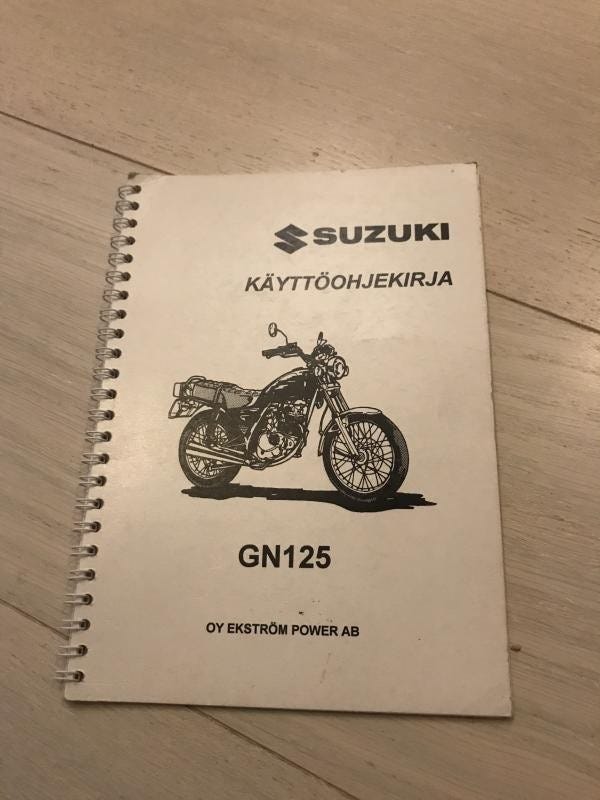 SUZUKI
KÄYTTÖOHJEKIRJA
GN125
OY EKSTRÖM POWER AB